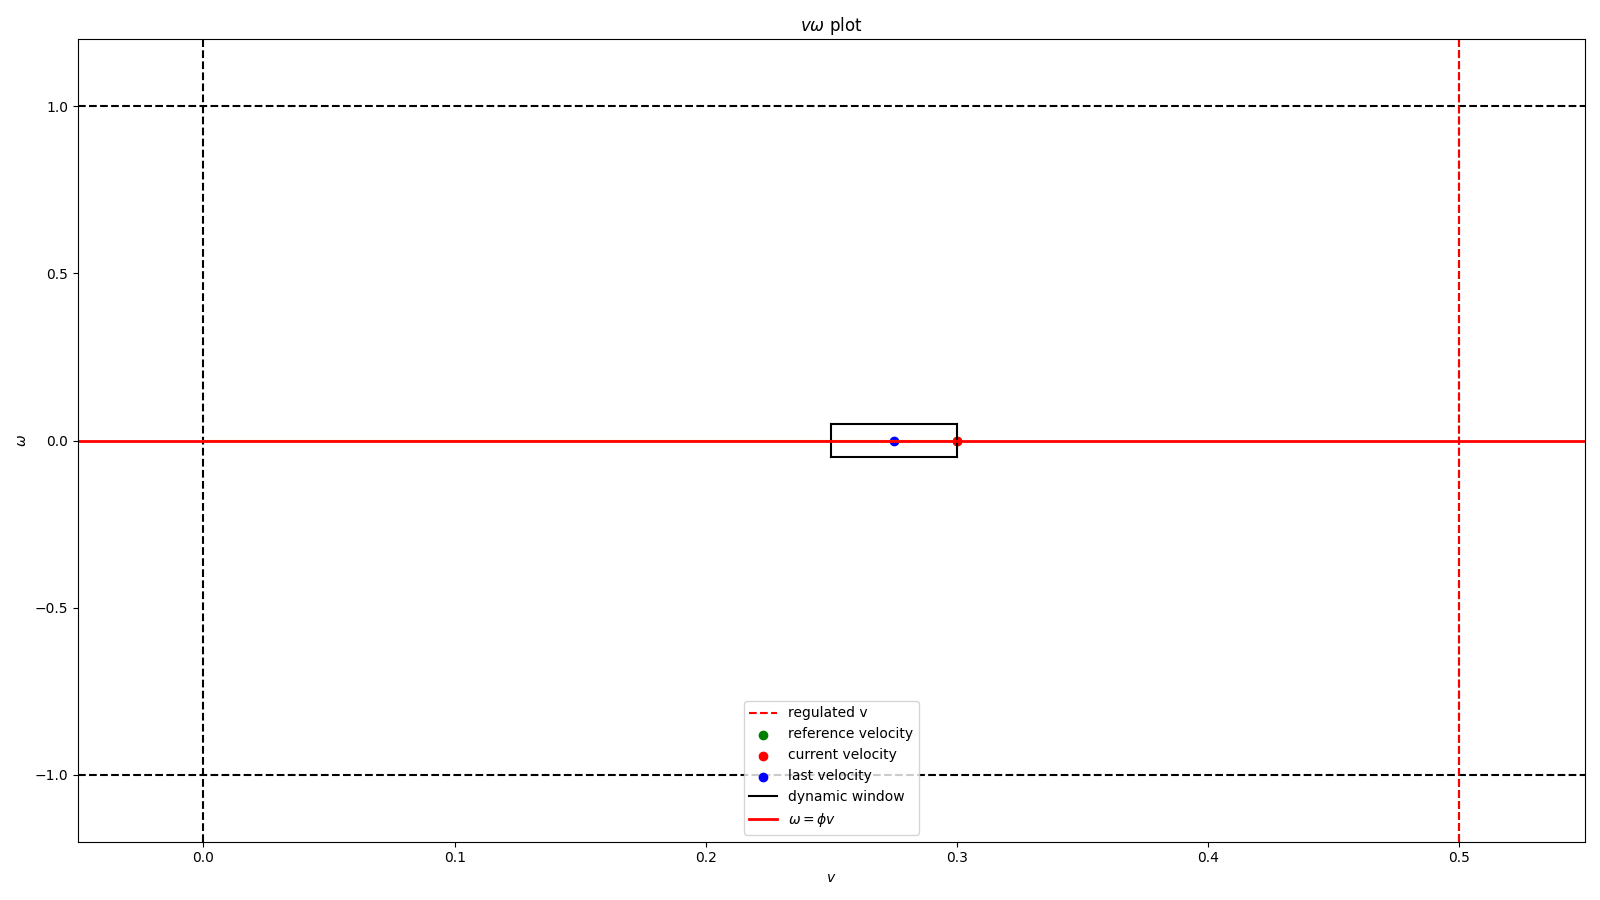 vω plot
ω
1.0
0.5
0.0
−0.5
−1.0
regulated v
reference velocity
current velocity
last velocity
dynamic window
ω = ϕv
0.0 0.1 0.2 0.3 0.4 0.5
v